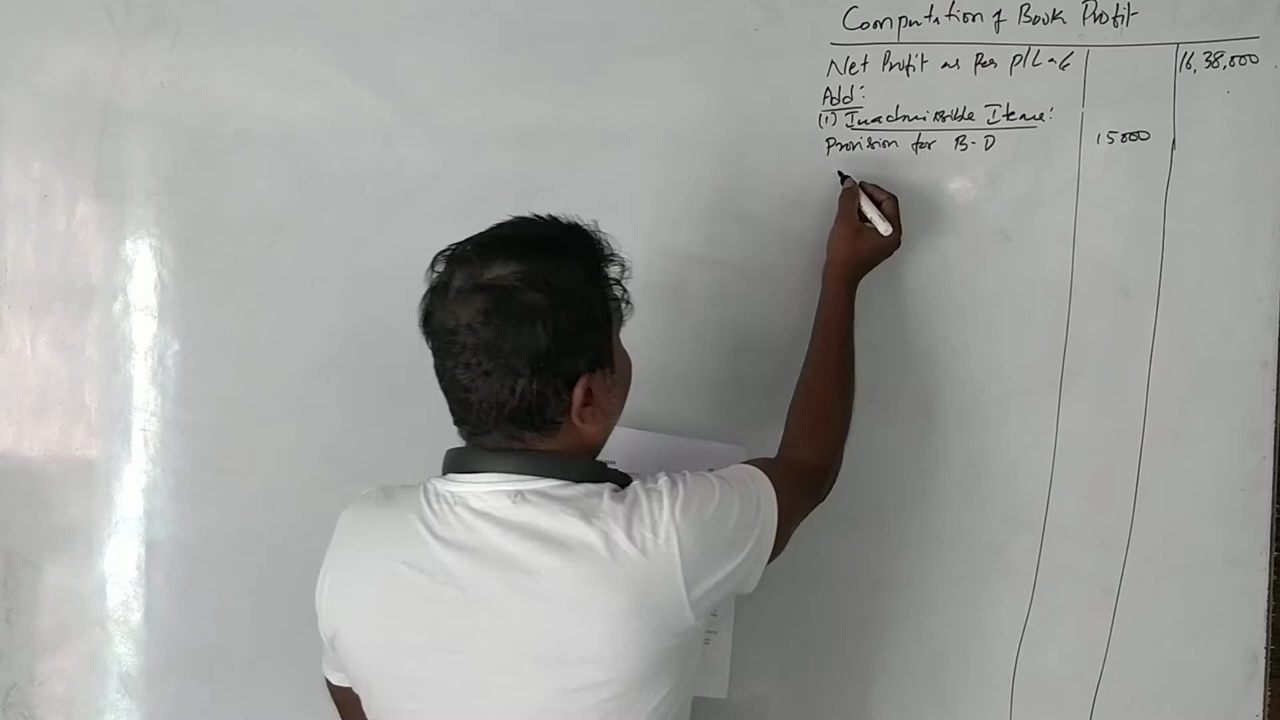 Computation of Book Profit
Net Profit as Per P/L a/c 16,38,000
Add:
(1) Inadmissible Items:
Provision for B-D 15000